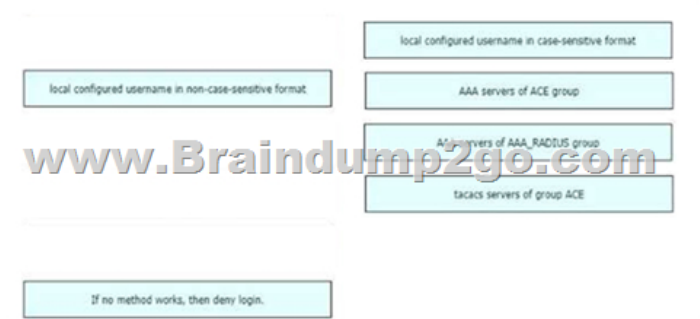 local configured username in case-sensitive format
local configured username in non-case-sensitive format
AAA servers of ACE group
servers of AAA_RADIUS group
www.Braindump2go.com
tacacs servers of group ACE
If no method works, then deny login.